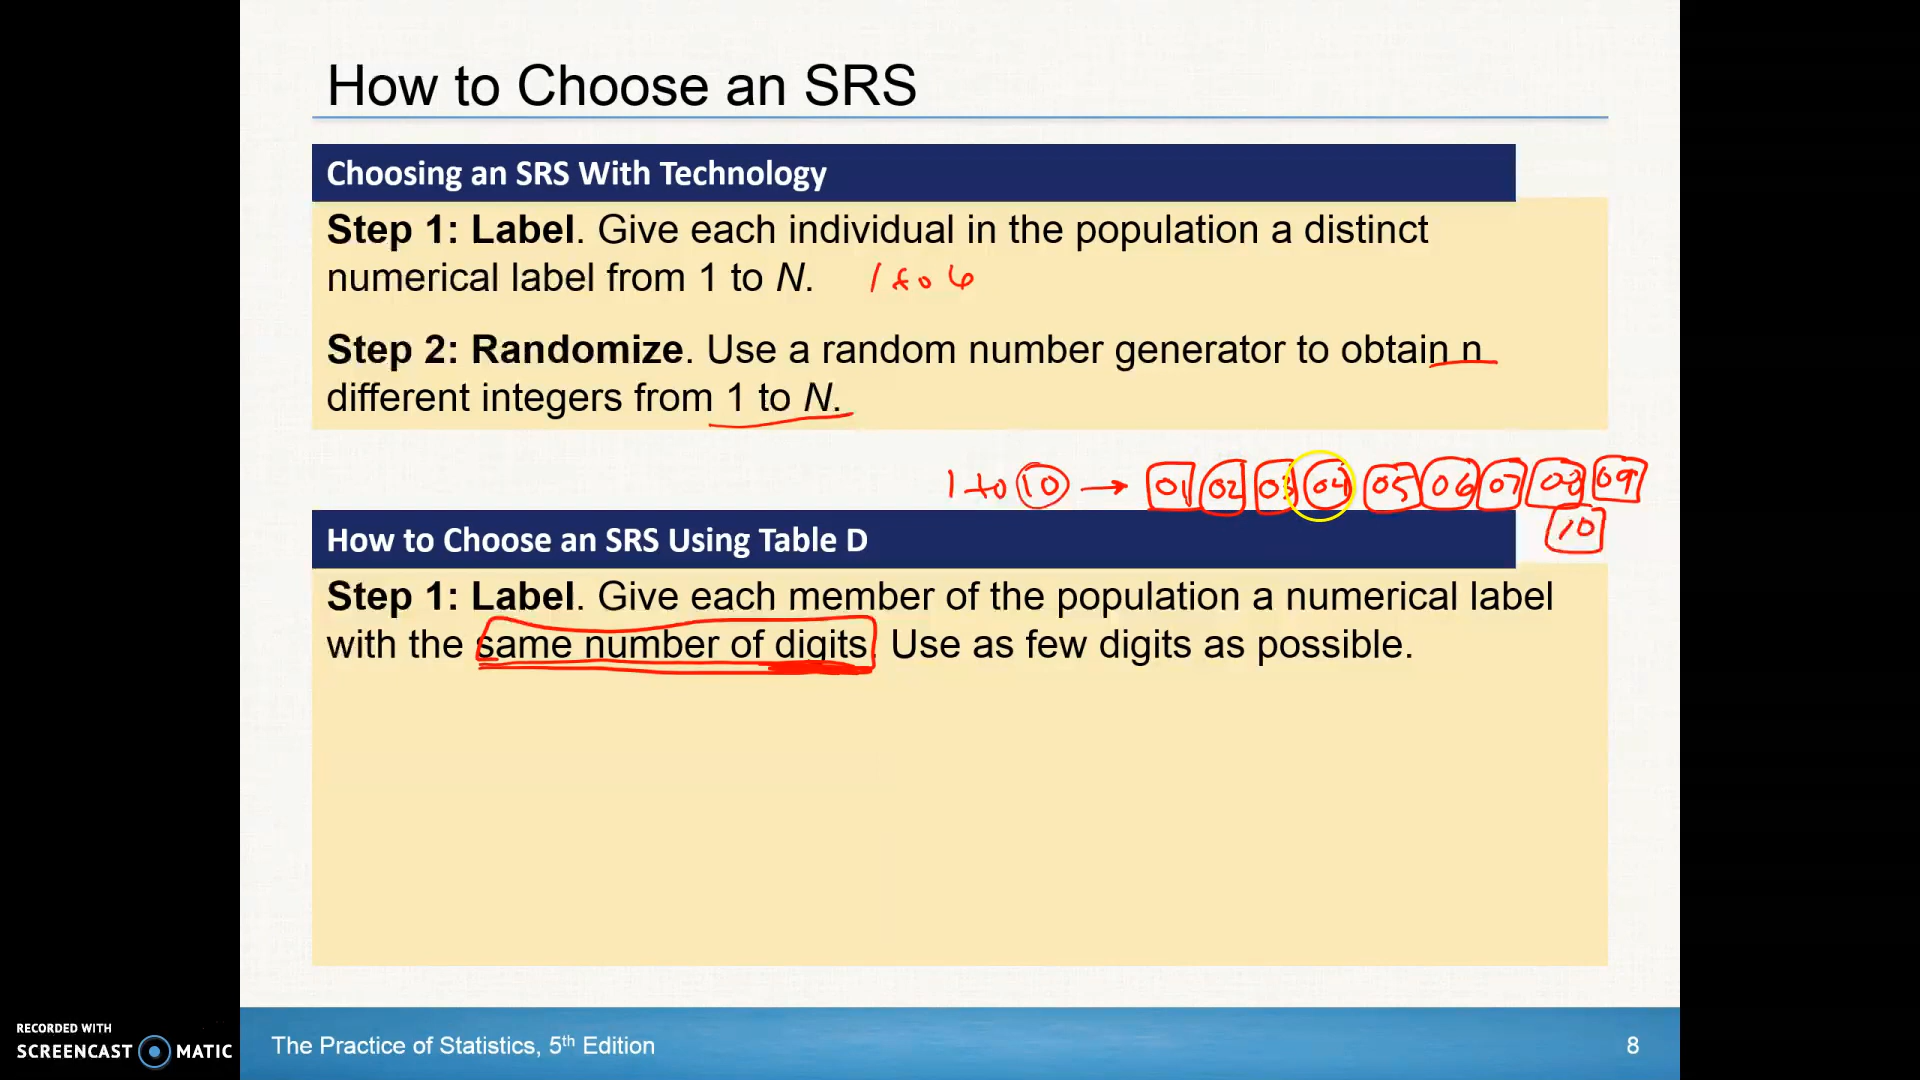 How to Choose an SRS
Choosing an SRS With Technology
Step 1: Label. Give each individual in the population a distinct
numerical label from 1 to N. 1 to 6
Step 2: Randomize. Use a random number generator to obtain n
different integers from 1 to N.
1 to 10 → 01 02 03 04 05 06 07 08 09
10
How to Choose an SRS Using Table D
Step 1: Label. Give each member of the population a numerical label
with the same number of digits. Use as few digits as possible.
RECORDED WITH
SCREENCAST MATIC
The Practice of Statistics, 5th Edition
8